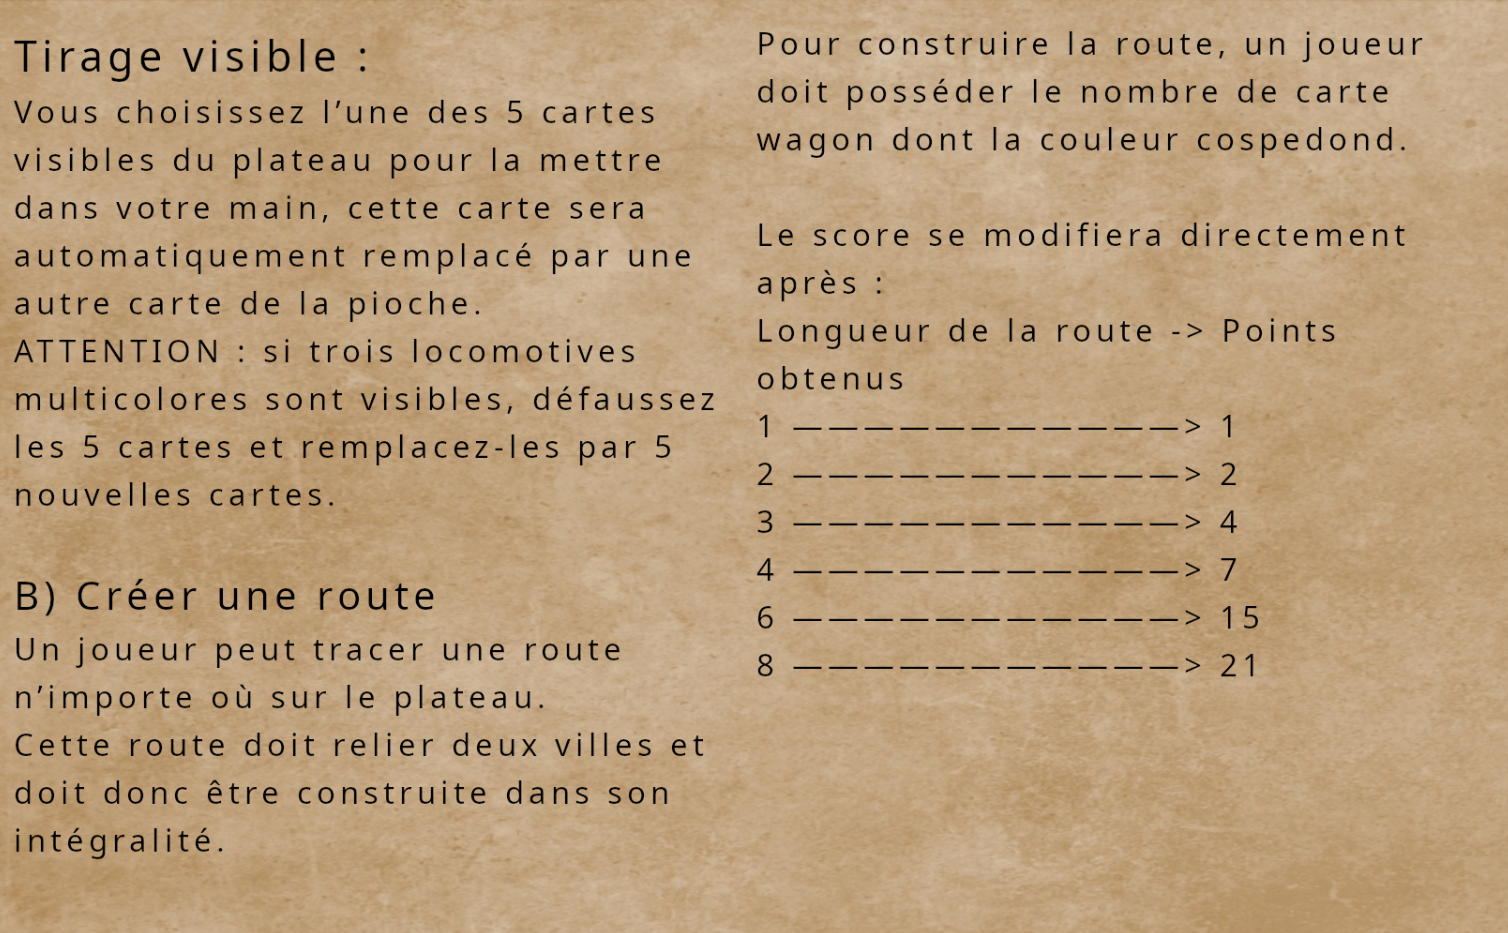 Tirage visible :
Vous choisissez l’une des 5 cartes
visibles du plateau pour la mettre
dans votre main, cette carte sera
automatiquement remplacé par une
autre carte de la pioche.
ATTENTION : si trois locomotives
multicolores sont visibles, défaussez
les 5 cartes et remplacez-les par 5
nouvelles cartes.
B) Créer une route
Un joueur peut tracer une route
n’importe où sur le plateau.
Cette route doit relier deux villes et
doit donc être construite dans son
intégralité.
Pour construire la route, un joueur
doit posséder le nombre de carte
wagon dont la couleur cospedond.
Le score se modifiera directement
après :
Longueur de la route -> Points
obtenus
1 ———————————> 1
2 ———————————> 2
3 ———————————> 4
4 ———————————> 7
6 ———————————> 15
8 ———————————> 21